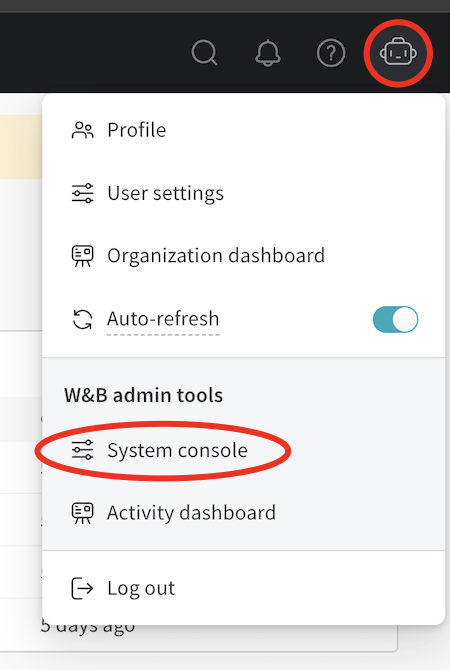 Profile
User settings
Organization dashboard
Auto-refresh
W&B admin tools
System console
Activity dashboard
Log out
5 days ago